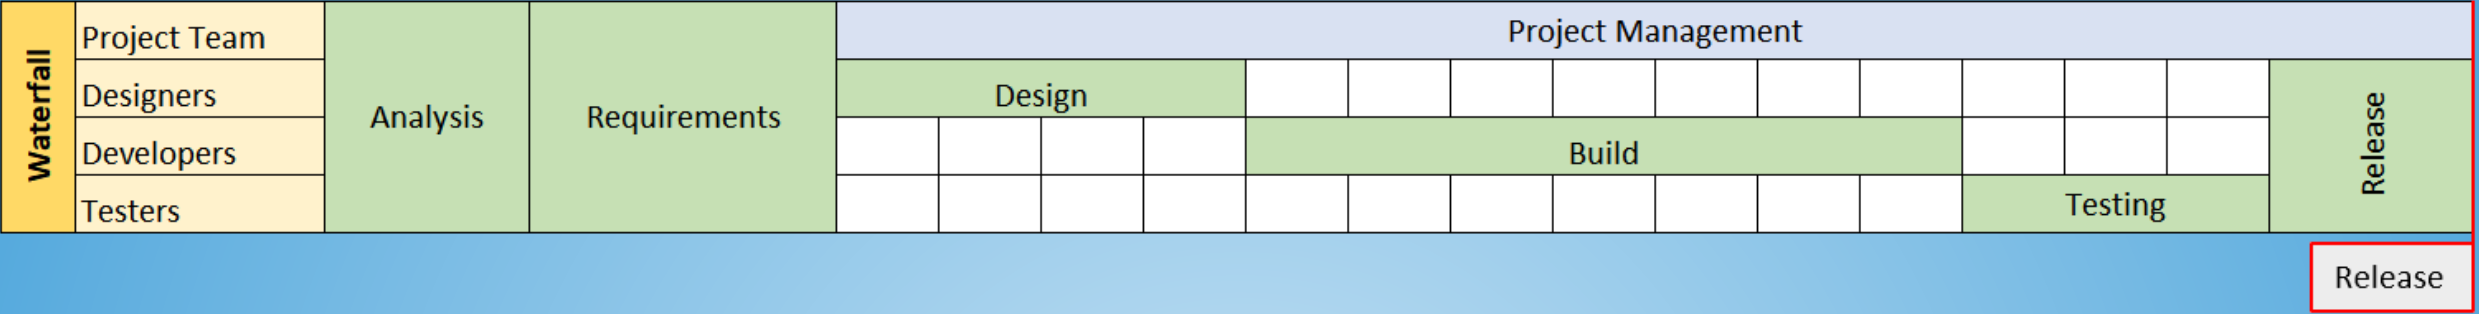 Waterfall
Project Team
Designers
Developers
Testers
Analysis
Requirements
Project Management
Design
Build
Testing
Release
Release